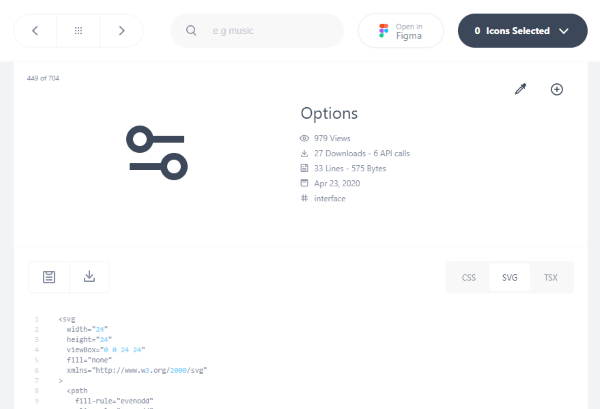 e.g music
Open in
Figma
0 Icons Selected
449 of 704
Options
979 Views
27 Downloads - 6 API calls
33 Lines - 575 Bytes
Apr 23, 2020
interface
CSS
SVG
TSX
1 <svg
2 width="24"
3 height="24"
4 viewBox="0 0 24 24"
5 fill="none"
6 xmlns="http://www.w3.org/2000/svg"
7 >
8 <path
9 fill-rule="evenodd"